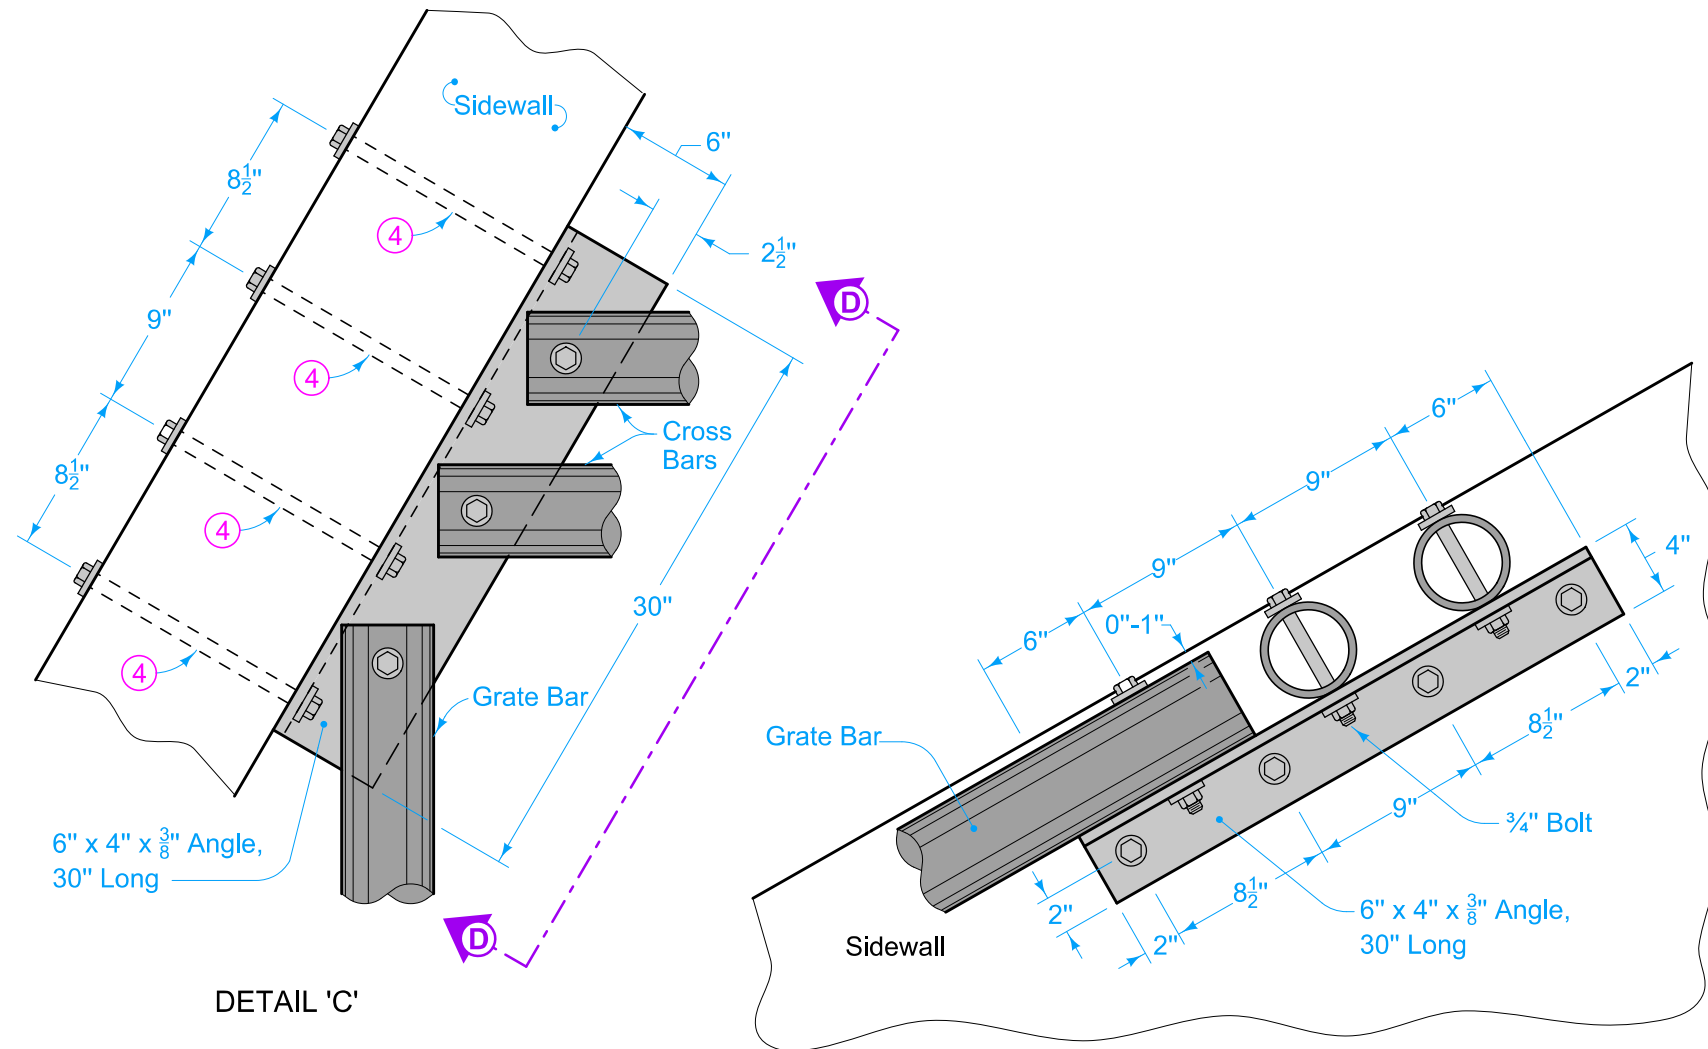 Sidewall
6"
8½"
④
2½"
D
9"
④
Cross
Bars
④
8½"
30"
④
Grate Bar
6" x 4" x ⅜" Angle,
30" Long
D
DETAIL 'C'
6"
9"
9"
4"
0"-1"
6"
2"
8½"
Grate Bar
9"
¾" Bolt
8½"
2"
2"
6" x 4" x ⅜" Angle,
30" Long
Sidewall